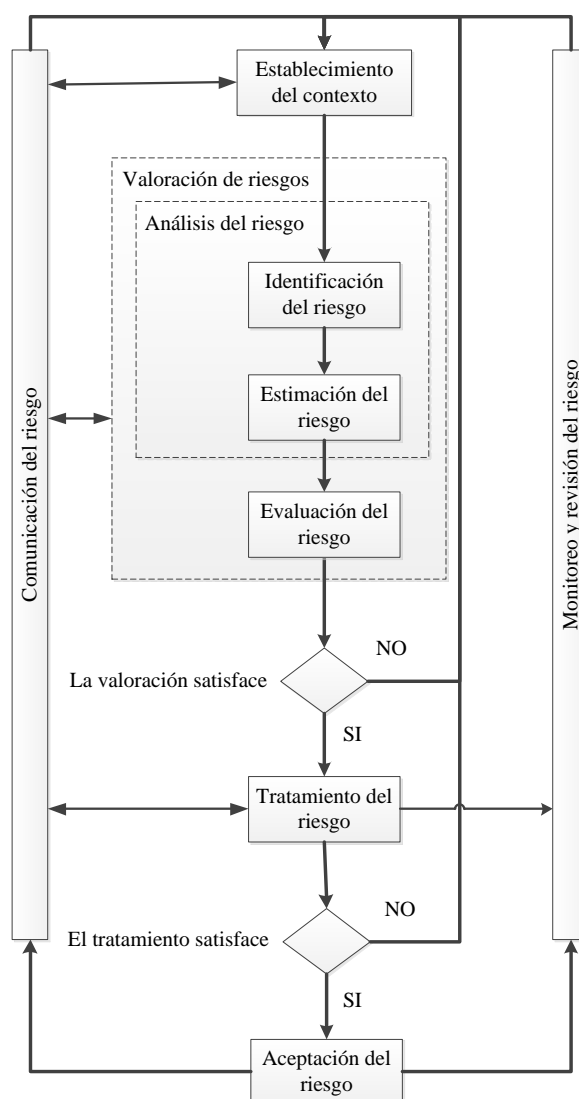 Establecimiento
del contexto
Valoración de riesgos
Análisis del riesgo
Identificación
del riesgo
Estimación del
riesgo
Evaluación del
riesgo
Comunicación del riesgo
Monitoreo y revisión del riesgo
NO
La valoración satisface
SI
Tratamiento del
riesgo
NO
El tratamiento satisface
SI
Aceptación del
riesgo